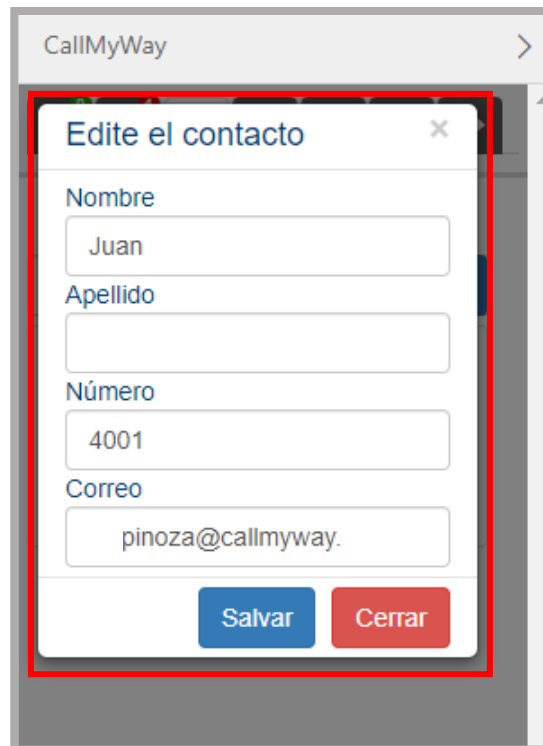 CallMyWay
Edite el contacto
Nombre
Juan
Apellido
Número
4001
Correo
pinoza@callmyway.
Salvar Cerrar